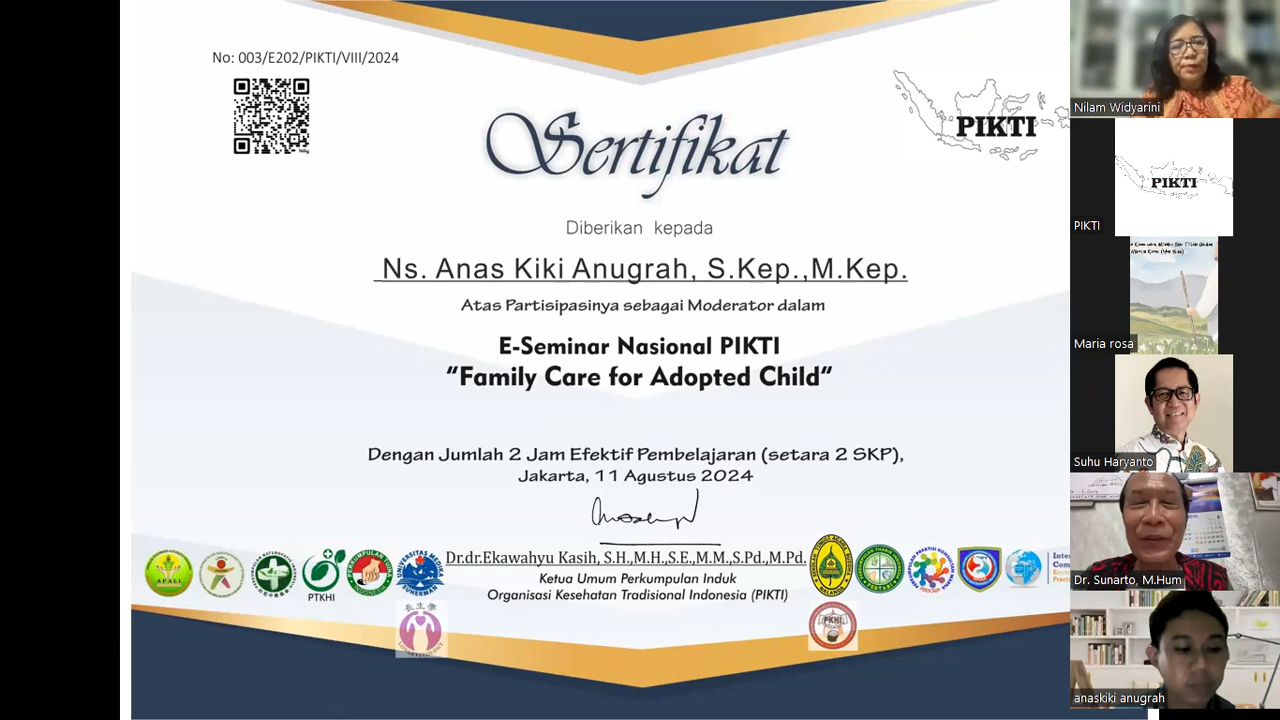 No: 003/E202/PIKTI/VIII/2024
PIKTI
Sertifikat
Diberikan kepada
Ns. Anas Kiki Anugrah, S.Kep.,M.Kep.
Atas Partisipasinya sebagai Moderator dalam
E-Seminar Nasional PIKTI
"Family Care for Adopted Child"
Dengan Jumlah 2 Jam Efektif Pembelajaran (setara 2 SKP),
Jakarta, 11 Agustus 2024
Dr.dr.Ekawahyu Kasih, S.H.,M.H.,S.E.,M.M.,S.Pd.,M.Pd.
Ketua Umum Perkumpulan Induk
Organisasi Kesehatan Tradisional Indonesia (PIKTI)
APALI
PTKHI
PKHI
Nilam Widyarini
PIKTI
PIKTI
Maria rosa
Suhu Haryanto
Dr. Sunarto, M.Hum
anaskiki anugrah